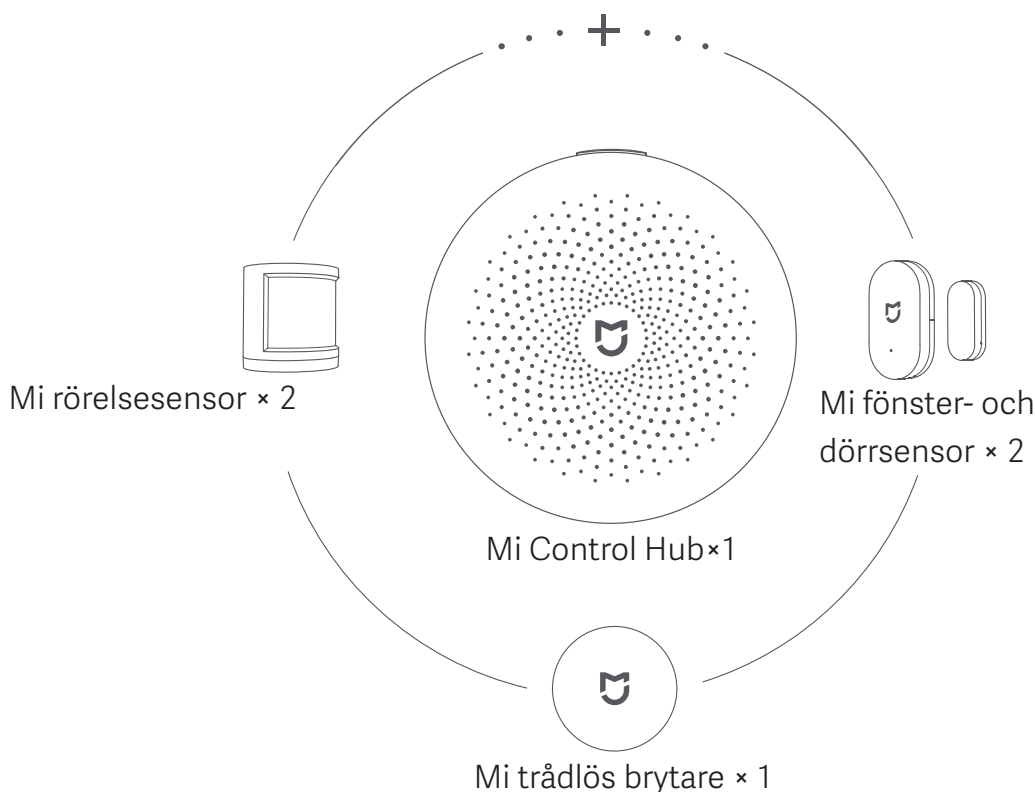 Mi rörelsesensor × 2
Mi fönster- och
dörrsensor × 2
Mi Control Hub×1
Mi trådlös brytare × 1